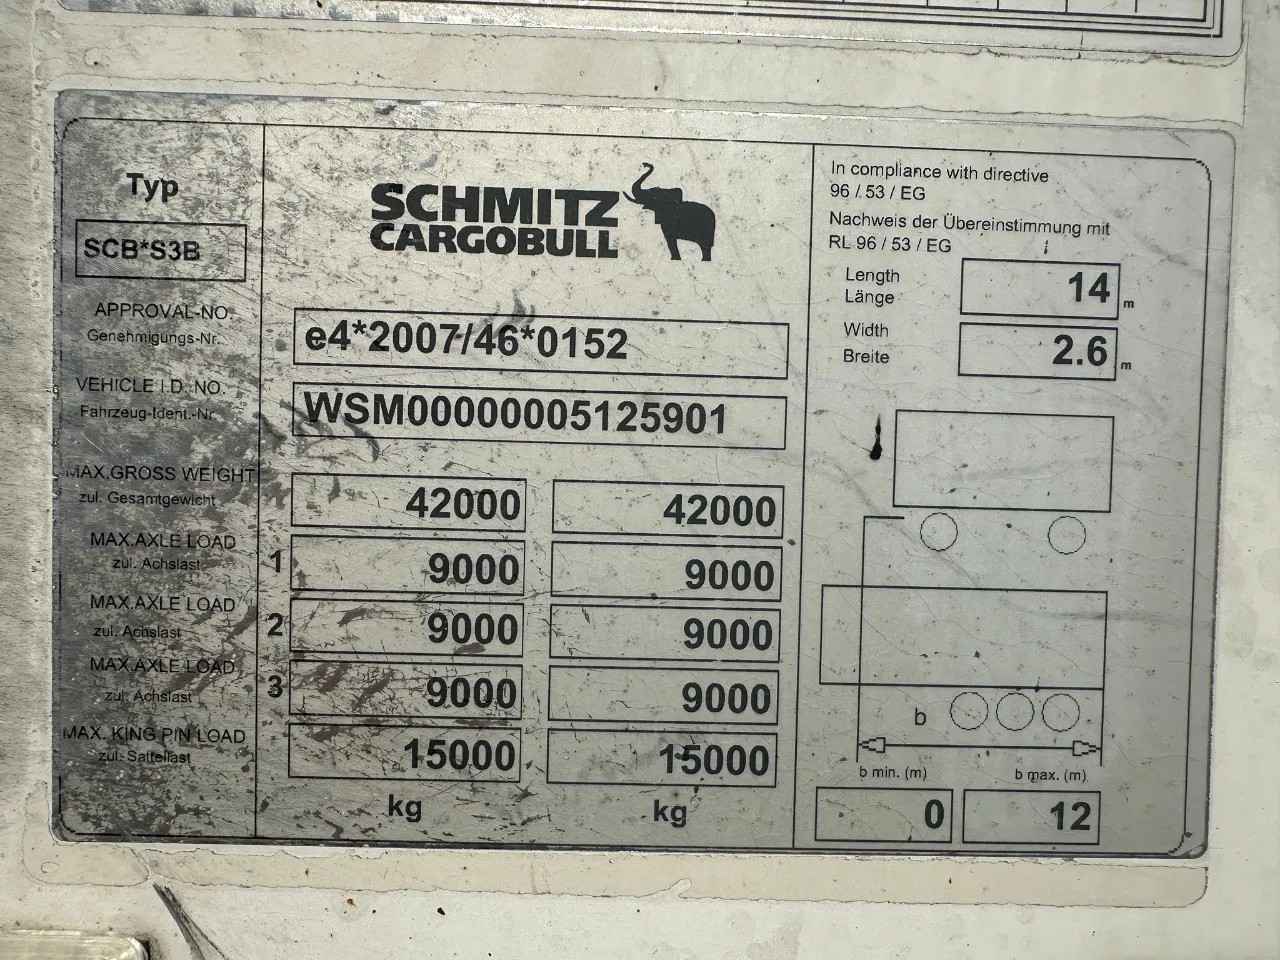 Typ
SCB*S3B
SCHMITZ
CARGOBULL
APPROVAL-NO.
Genehmigungs-Nr.
e4*2007/46*0152
VEHICLE I.D. NO.
Fahrzeug-Ident.-Nr.
WSM00000005125901
MAX.GROSS WEIGHT
zul. Gesamtgewicht
42000 42000
MAX.AXLE LOAD
zul. Achslast
1 9000 9000
MAX.AXLE LOAD
zul. Achslast
2 9000 9000
MAX.AXLE LOAD
zul. Achslast
3 9000 9000
MAX. KING PIN LOAD
zul. Sattellast
15000 15000
kg kg
In compliance with directive
96 / 53 / EG
Nachweis der Übereinstimmung mit
RL 96 / 53 / EG
Length
Länge
14 m
Width
Breite
2.6 m
b
b min. (m) b max. (m)
0 12